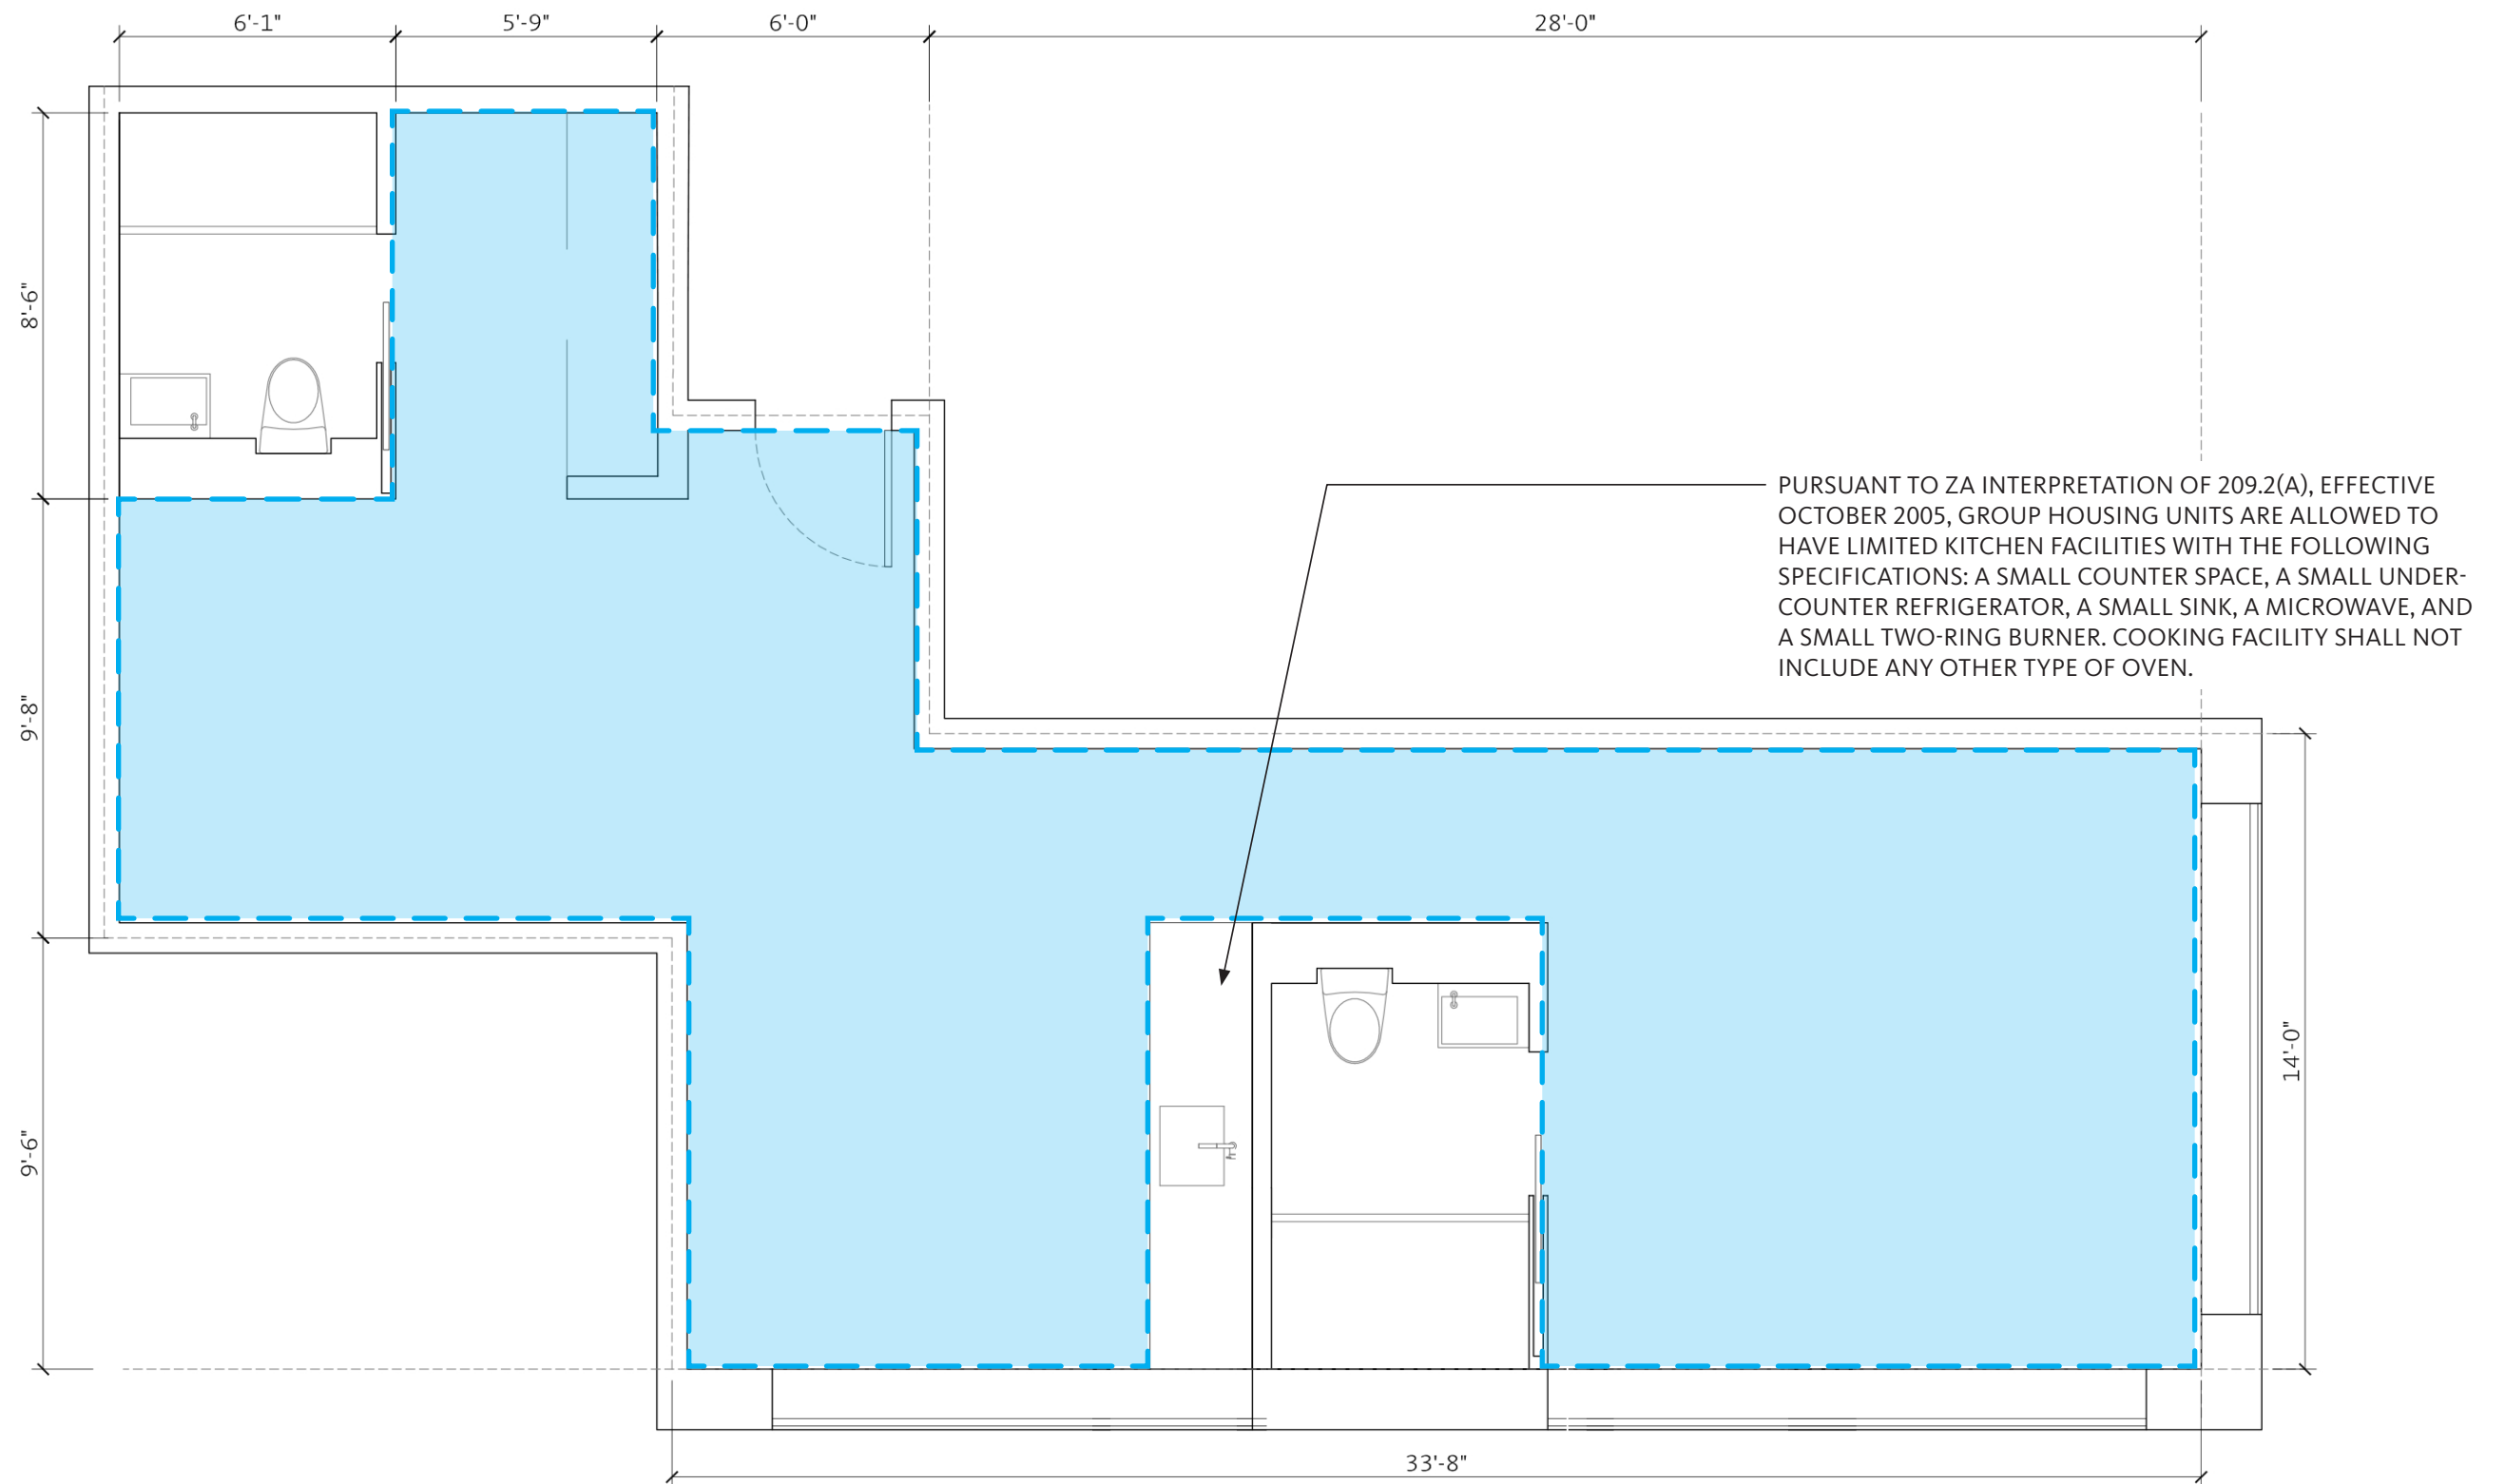 6'-1"
5'-9"
6'-0"
28'-0"
8'-6"
PURSUANT TO ZA INTERPRETATION OF 209.2(A), EFFECTIVE
OCTOBER 2005, GROUP HOUSING UNITS ARE ALLOWED TO
HAVE LIMITED KITCHEN FACILITIES WITH THE FOLLOWING
SPECIFICATIONS: A SMALL COUNTER SPACE, A SMALL UNDER-
COUNTER REFRIGERATOR, A SMALL SINK, A MICROWAVE, AND
A SMALL TWO-RING BURNER. COOKING FACILITY SHALL NOT
INCLUDE ANY OTHER TYPE OF OVEN.
9'-8"
14'-0"
9'-6"
33'-8"